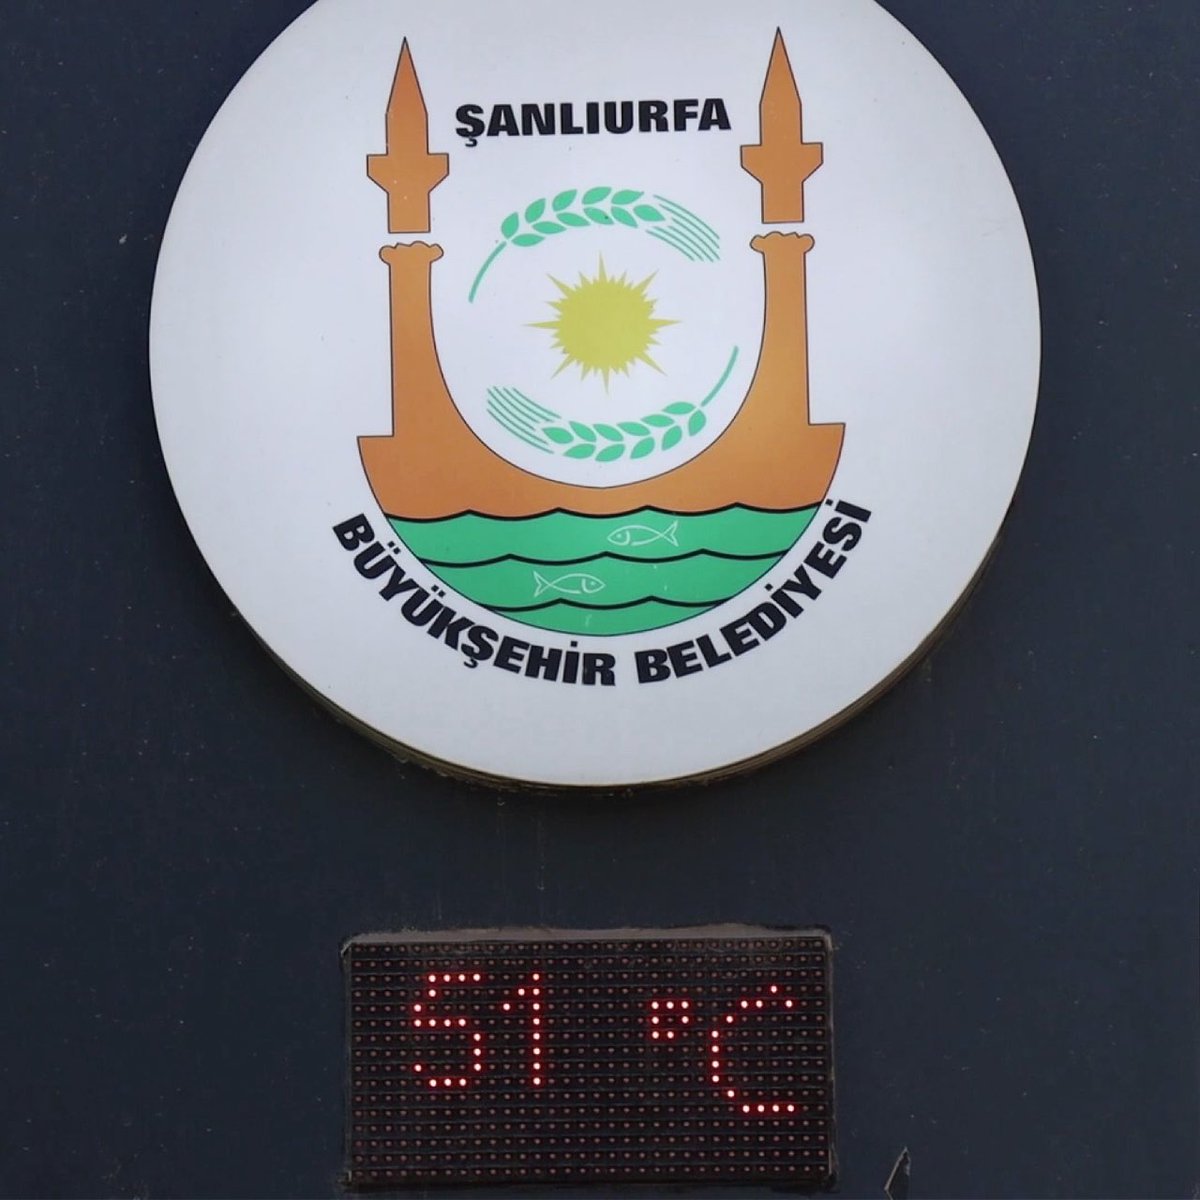 ŞANLIURFA
BÜYÜKŞEHİR BELEDİYESİ
51 °C